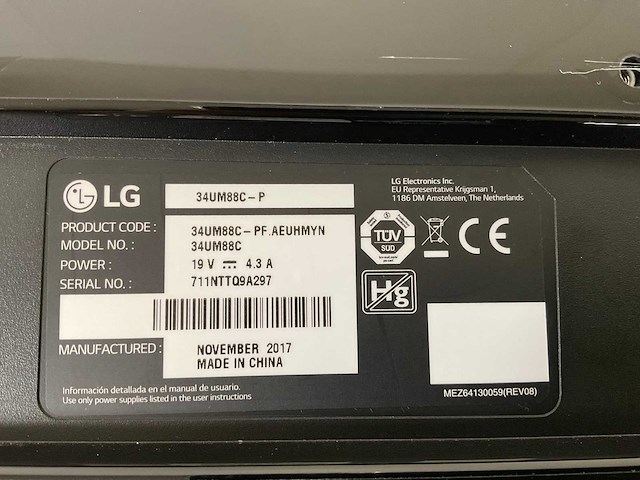 LG
34UM88C-P
LG Electronics Inc.
EU Representative Krijgsman 1,
1186 DM Amstelveen, The Netherlands
PRODUCT CODE : 34UM88C-PF.AEUHMYN
MODEL NO. : 34UM88C
POWER : 19 V ⎓ 4.3 A
SERIAL NO. : 711NTTQ9A297
TÜV
SÜD
CE
Hg
MANUFACTURED : NOVEMBER 2017
MADE IN CHINA
Información detallada en el manual de usuario.
Use only power supplies listed in the user instructions
MEZ64130059(REV08)